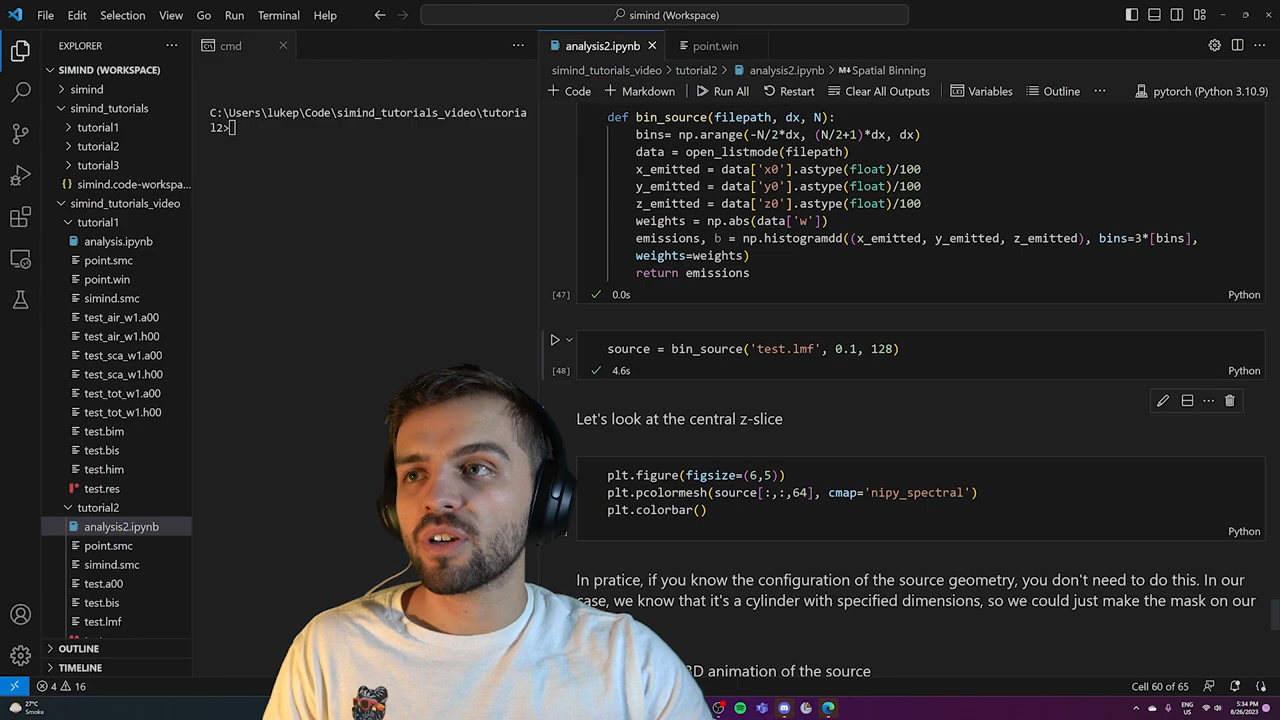 File Edit Selection View Go Run Terminal Help
simind (Workspace)
EXPLORER
cmd
analysis2.ipynb
point.win
SIMIND (WORKSPACE)
simind_tutorials_video > tutorial2 > analysis2.ipynb > M↓Spatial Binning
simind
simind_tutorials
tutorial1
tutorial2
tutorial3
simind.code-workspa...
simind_tutorials_video
tutorial1
analysis.ipynb
point.smc
point.win
simind.smc
test_air_w1.a00
test_air_w1.h00
test_sca_w1.a00
test_sca_w1.h00
test_tot_w1.a00
test_tot_w1.h00
test.bim
test.bis
test.him
test.res
tutorial2
analysis2.ipynb
point.smc
simind.smc
test.a00
test.bis
test.lmf
OUTLINE
TIMELINE
C:\Users\lukep\Code\simind_tutorials_video\tutoria
l2>
+ Code + Markdown Run All Restart Clear All Outputs Variables Outline ... pytorch (Python 3.10.9)
def bin_source(filepath, dx, N):
bins= np.arange(-N/2*dx, (N/2+1)*dx, dx)
data = open_listmode(filepath)
x_emitted = data['x0'].astype(float)/100
y_emitted = data['y0'].astype(float)/100
z_emitted = data['z0'].astype(float)/100
weights = np.abs(data['w'])
emissions, b = np.histogramdd((x_emitted, y_emitted, z_emitted), bins=3*[bins],
weights=weights)
return emissions
[47] 0.0s Python
source = bin_source('test.lmf', 0.1, 128)
[48] 4.6s Python
Let's look at the central z-slice
plt.figure(figsize=(6,5))
plt.pcolormesh(source[:,:,64], cmap='nipy_spectral')
plt.colorbar()
Python
In pratice, if you know the configuration of the source geometry, you don't need to do this. In our
case, we know that it's a cylinder with specified dimensions, so we could just make the mask on our
3D animation of the source
4 16
Cell 60 of 65
27°C
Smoke
ENG
US
5:34 PM
8/26/2023